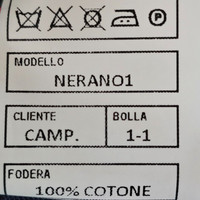 P
MODELLO
NERANO1
CLIENTE BOLLA
CAMP. 1-1
FODERA
100% COTONE